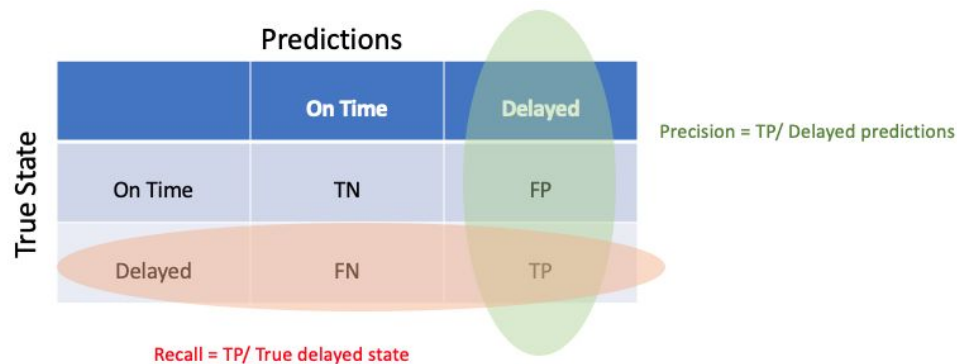 Predictions
On Time Delayed
Precision = TP/ Delayed predictions
True State
On Time TN FP
Delayed FN TP
Recall = TP/ True delayed state